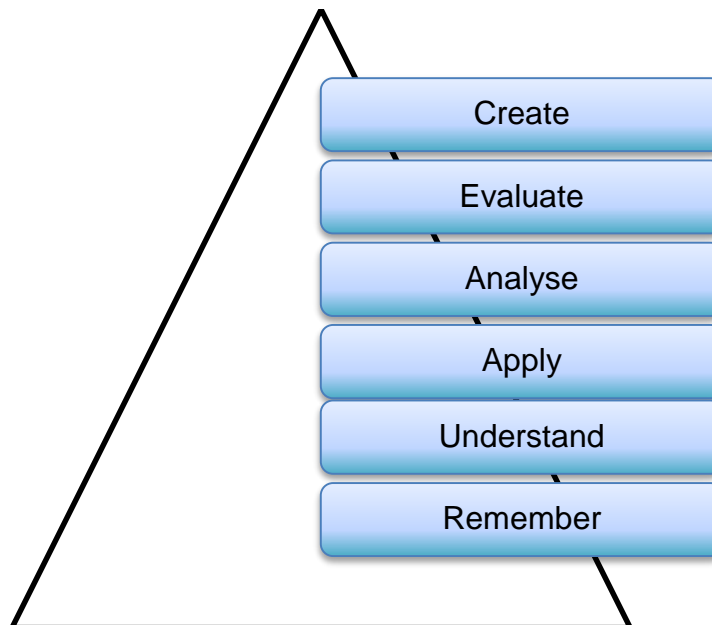 Create
Evaluate
Analyse
Apply
Understand
Remember